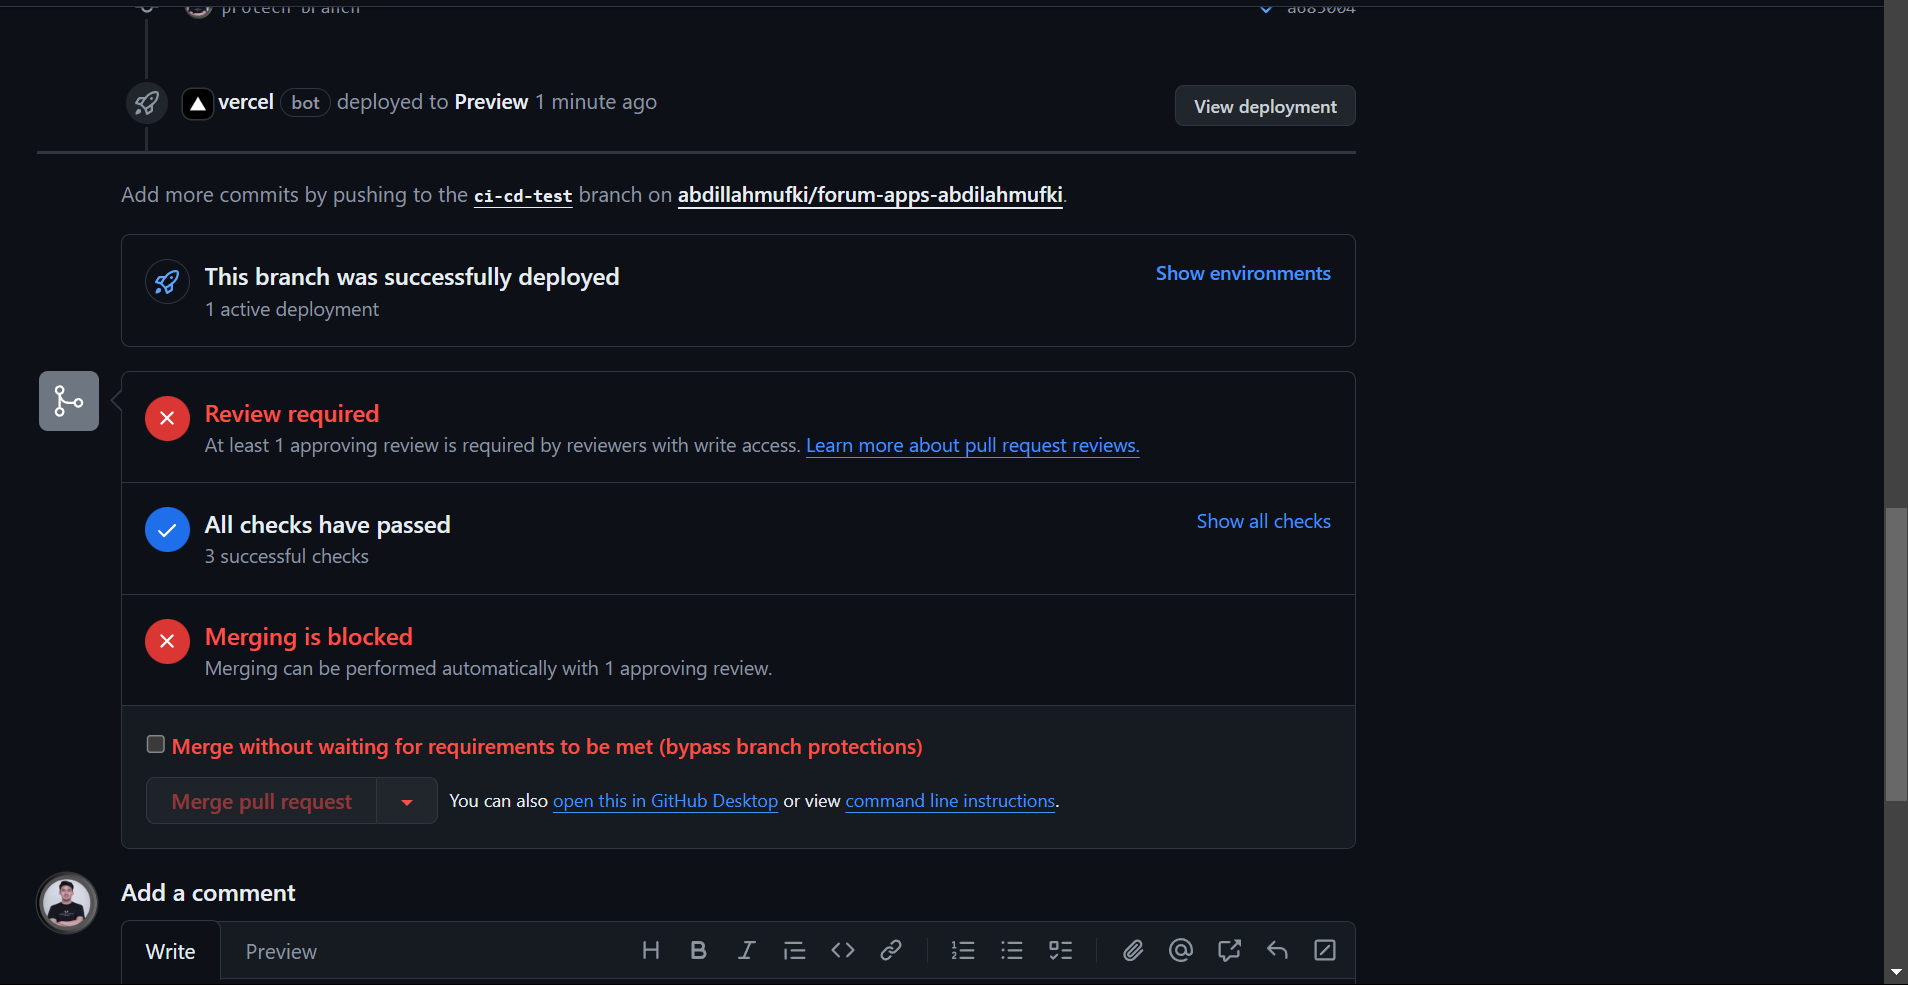 protech branch
a685004
vercel bot deployed to Preview 1 minute ago
View deployment
Add more commits by pushing to the ci-cd-test branch on abdillahmufki/forum-apps-abdilahmufki.
This branch was successfully deployed
Show environments
1 active deployment
Review required
At least 1 approving review is required by reviewers with write access. Learn more about pull request reviews.
All checks have passed
Show all checks
3 successful checks
Merging is blocked
Merging can be performed automatically with 1 approving review.
Merge without waiting for requirements to be met (bypass branch protections)
Merge pull request
You can also open this in GitHub Desktop or view command line instructions.
Add a comment
Write
Preview